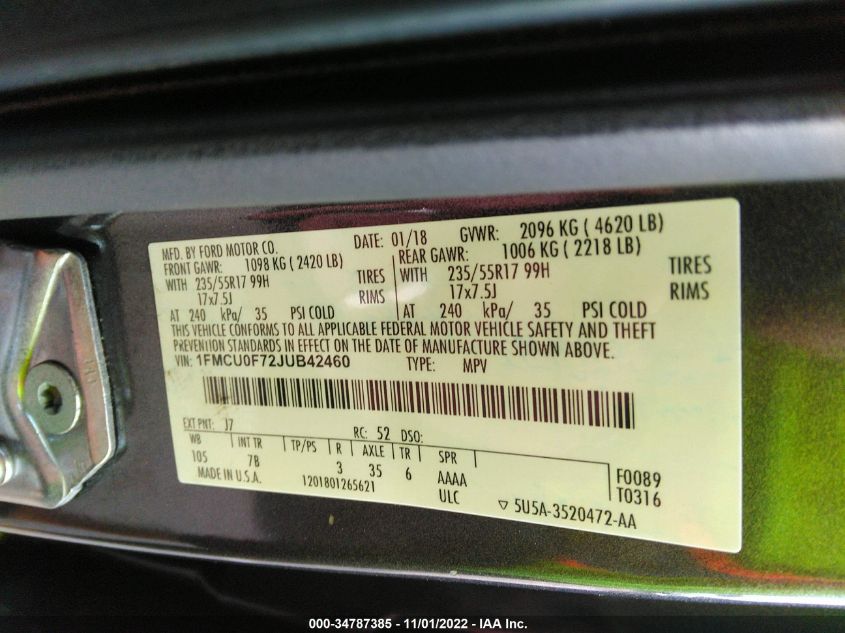 MFD. BY FORD MOTOR CO. DATE: 01/18 GVWR: 2096 KG ( 4620 LB)
FRONT GAWR: 1098 KG ( 2420 LB) REAR GAWR: 1006 KG ( 2218 LB)
WITH 235/55R17 99H TIRES WITH 235/55R17 99H TIRES
17x7.5J RIMS 17x7.5J RIMS
AT 240 kPa/ 35 PSI COLD AT 240 kPa/ 35 PSI COLD
THIS VEHICLE CONFORMS TO ALL APPLICABLE FEDERAL MOTOR VEHICLE SAFETY AND THEFT
PREVENTION STANDARDS IN EFFECT ON THE DATE OF MANUFACTURE SHOWN ABOVE.
VIN: 1FMCU0F72JUB42460 TYPE: MPV
EXT PNT: J7 RC: 52 DSO:
WB INT TR TP/PS R AXLE TR SPR
105 7B 3 35 6 AAAA F0089
MADE IN U.S.A. 1201801265621 ULC T0316
▽ 5U5A-3520472-AA
000-34787385 - 11/01/2022 - IAA Inc.